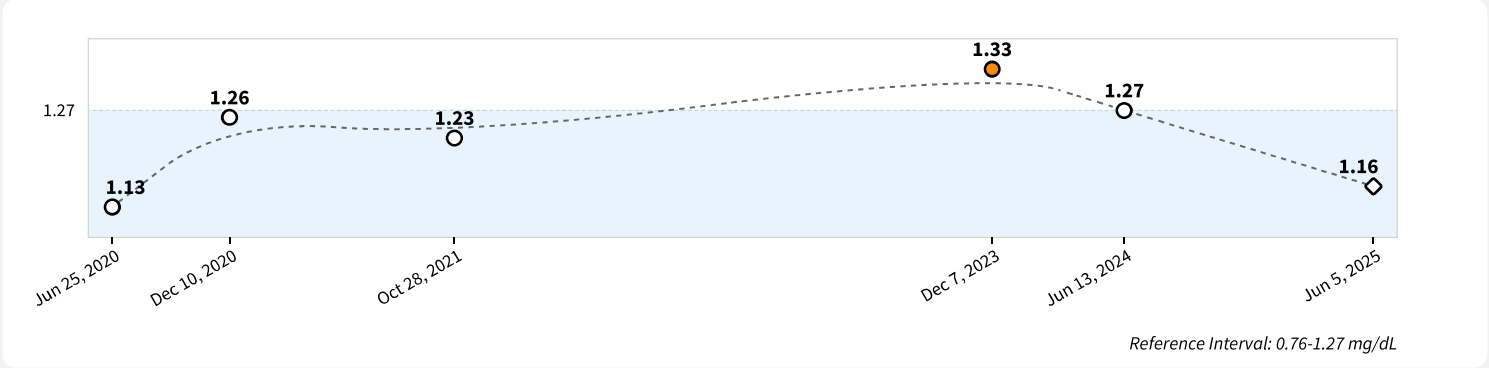 1.33
1.26
1.27
1.27
1.23
1.16
1.13
Jun 25, 2020
Dec 10, 2020
Oct 28, 2021
Dec 7, 2023
Jun 13, 2024
Jun 5, 2025
Reference Interval: 0.76-1.27 mg/dL